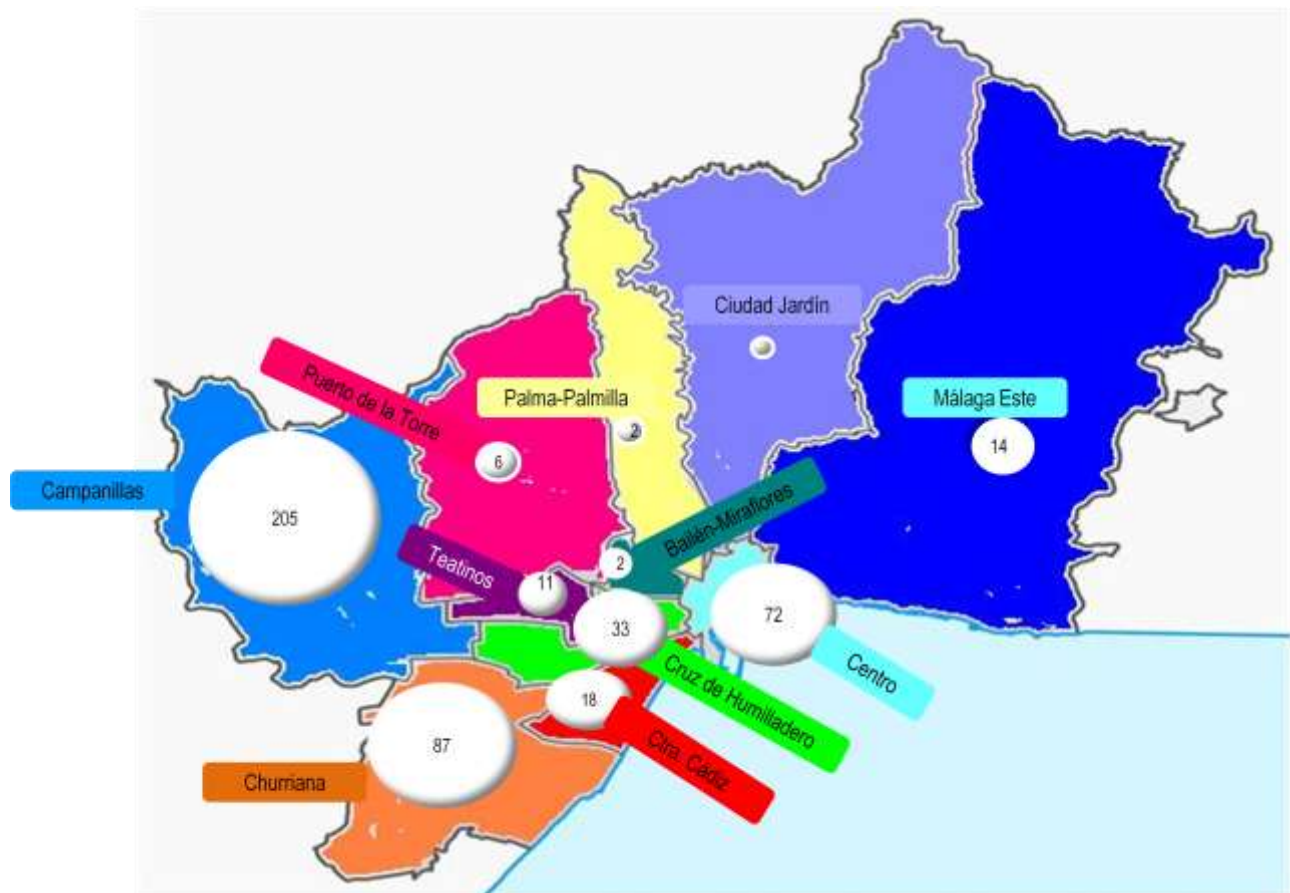 Ciudad Jardín
Puerto de la Torre
Palma-Palmilla
Málaga Este
2
14
6
Campanillas
205
Bailén-Miraflores
Teatinos
2
11
72
33
Centro
Cruz de Humilladero
18
Ctra. Cádiz
87
Churriana